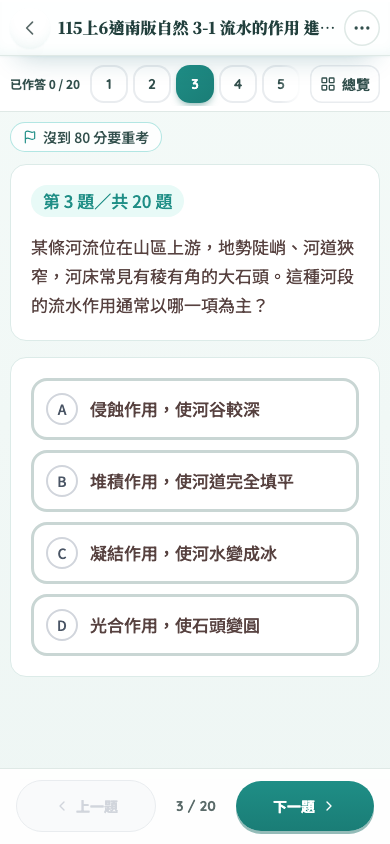 115上6適南版自然 3-1 流水的作用 進⋯
已作答 0 / 20
1
2
3
4
5
總覽
沒到 80 分要重考
第 3 題／共 20 題
某條河流位在山區上游，地勢陡峭、河道狹
窄，河床常見有稜有角的大石頭。這種河段
的流水作用通常以哪一項為主？
A 侵蝕作用，使河谷較深
B 堆積作用，使河道完全填平
C 凝結作用，使河水變成冰
D 光合作用，使石頭變圓
上一題
3 / 20
下一題